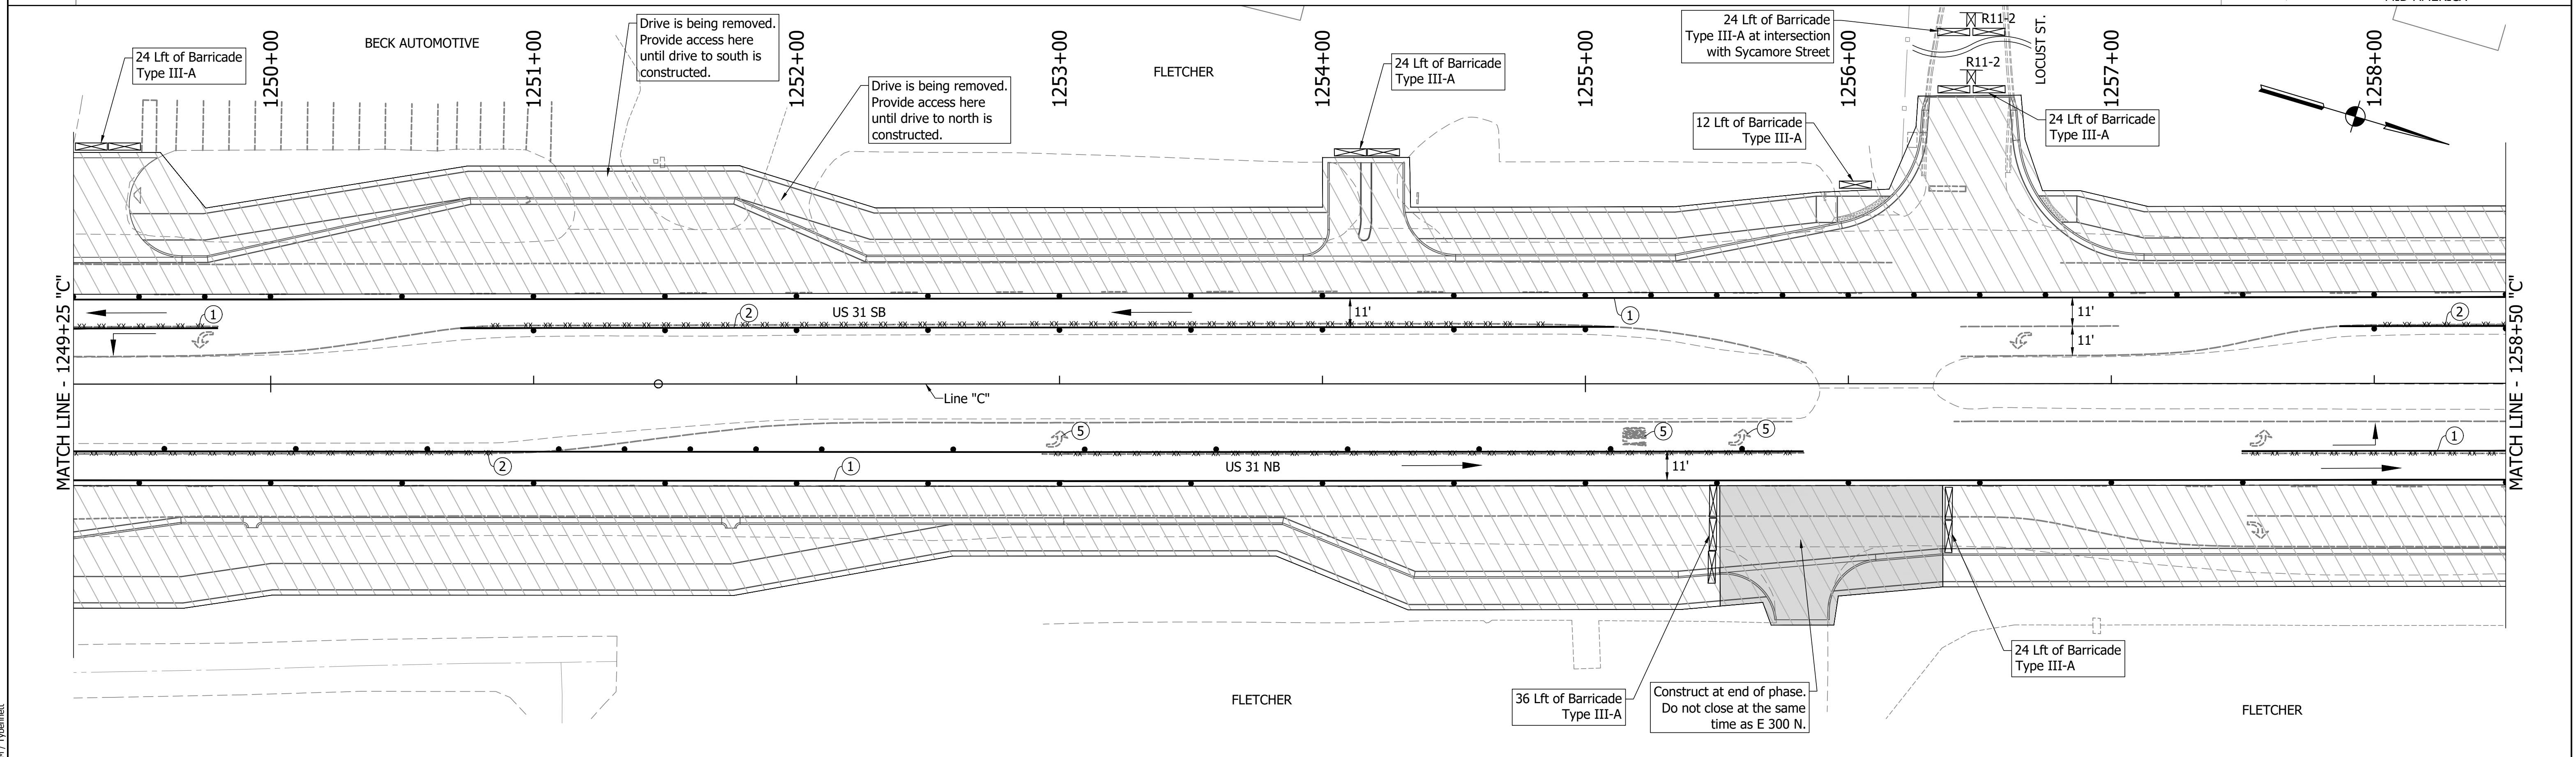 24 Lft of Barricade
Type III-A
1250+00
BECK AUTOMOTIVE
1251+00
Drive is being removed.
Provide access here
until drive to south is
constructed.
1252+00
Drive is being removed.
Provide access here
until drive to north is
constructed.
1253+00
FLETCHER
1254+00
24 Lft of Barricade
Type III-A
1255+00
24 Lft of Barricade
Type III-A at intersection
with Sycamore Street
12 Lft of Barricade
Type III-A
1256+00
R11-2
R11-2
LOCUST ST.
1257+00
24 Lft of Barricade
Type III-A
1258+00
MATCH LINE - 1249+25 "C"
1
2
US 31 SB
11'
1
11'
11'
2
MATCH LINE - 1258+50 "C"
Line "C"
5
5
5
2
1
US 31 NB
11'
1
FLETCHER
36 Lft of Barricade
Type III-A
Construct at end of phase.
Do not close at the same
time as E 300 N.
24 Lft of Barricade
Type III-A
FLETCHER